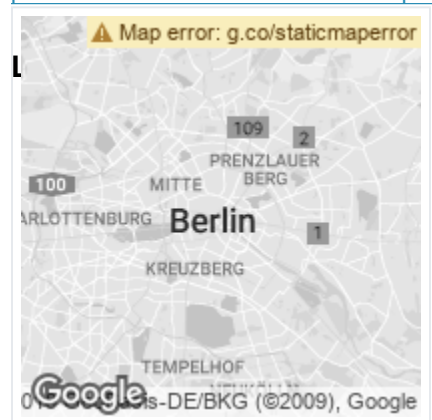 Map error: g.co/staticmaperror
109
2
PRENZLAUER
BERG
100
MITTE
ARLOTTENBURG
Berlin
1
KREUZBERG
TEMPELHOF
Google
-DE/BKG (©2009), Google